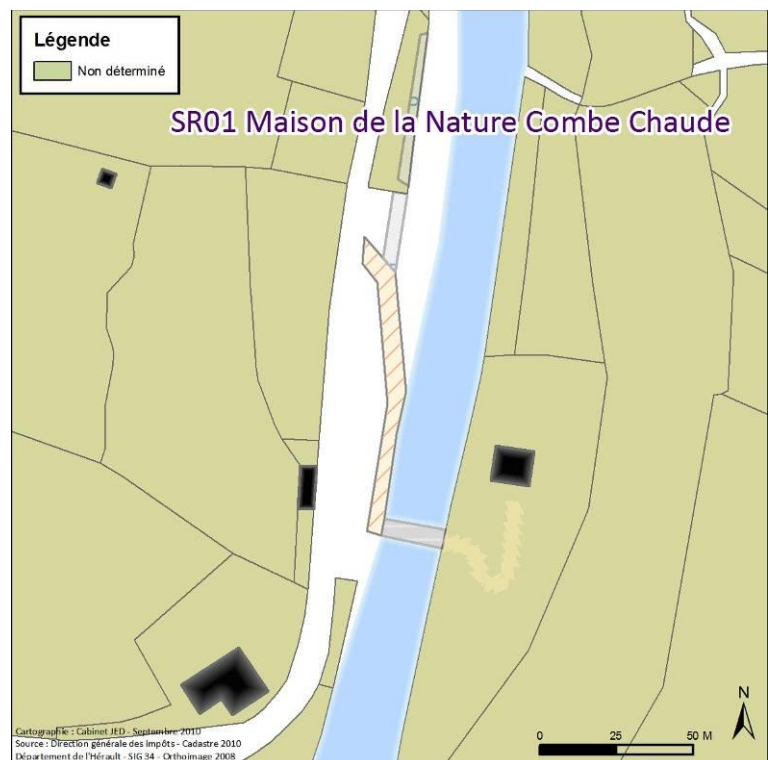 Légende
Non déterminé
SR01 Maison de la Nature Combe Chaude
N
0 25 50 M
Cartographie : Cabinet JED - Septembre 2010
Source : Direction générale des Impôts - Cadastre 2010
Département de l'Hérault - SIG 34 - Orthoimage 2008